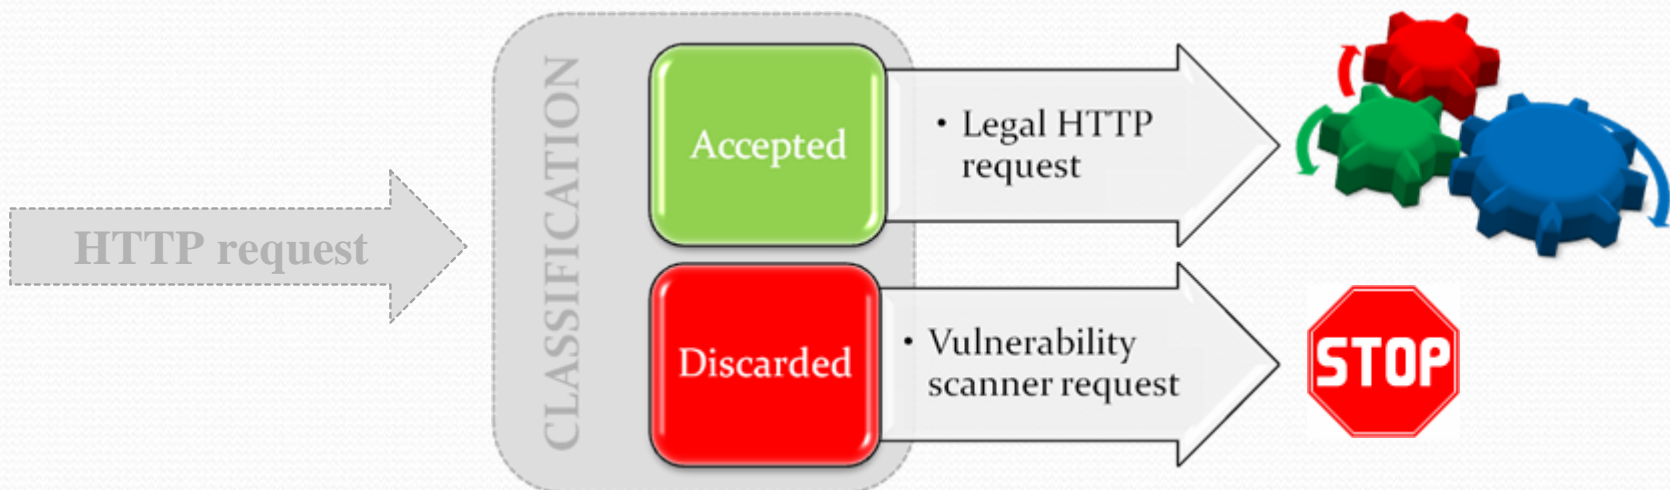 HTTP request
CLASSIFICATION
Accepted
• Legal HTTP
request
Discarded
• Vulnerability
scanner request
STOP